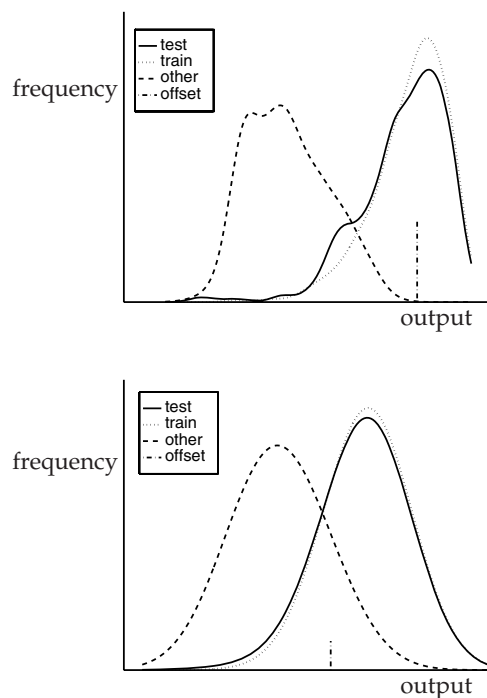 test
train
frequency
other
offset
output
test
train
frequency
other
offset
output